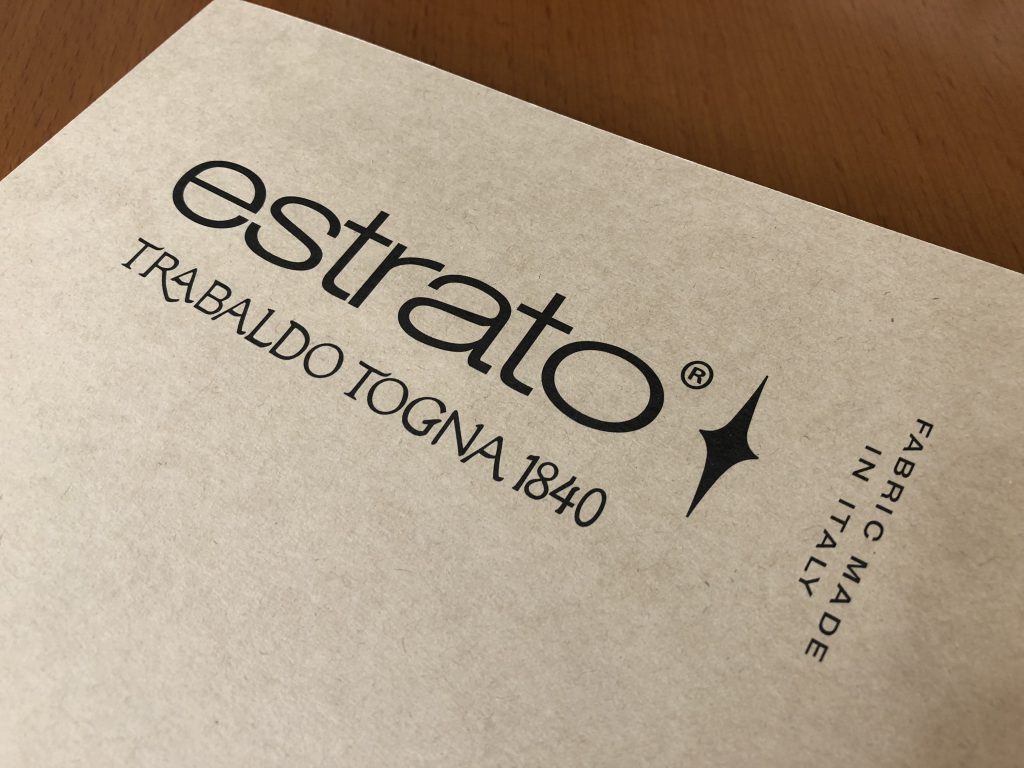 estrato®
TRABALDO TOGNA 1840
FABRIC MADE
IN ITALY